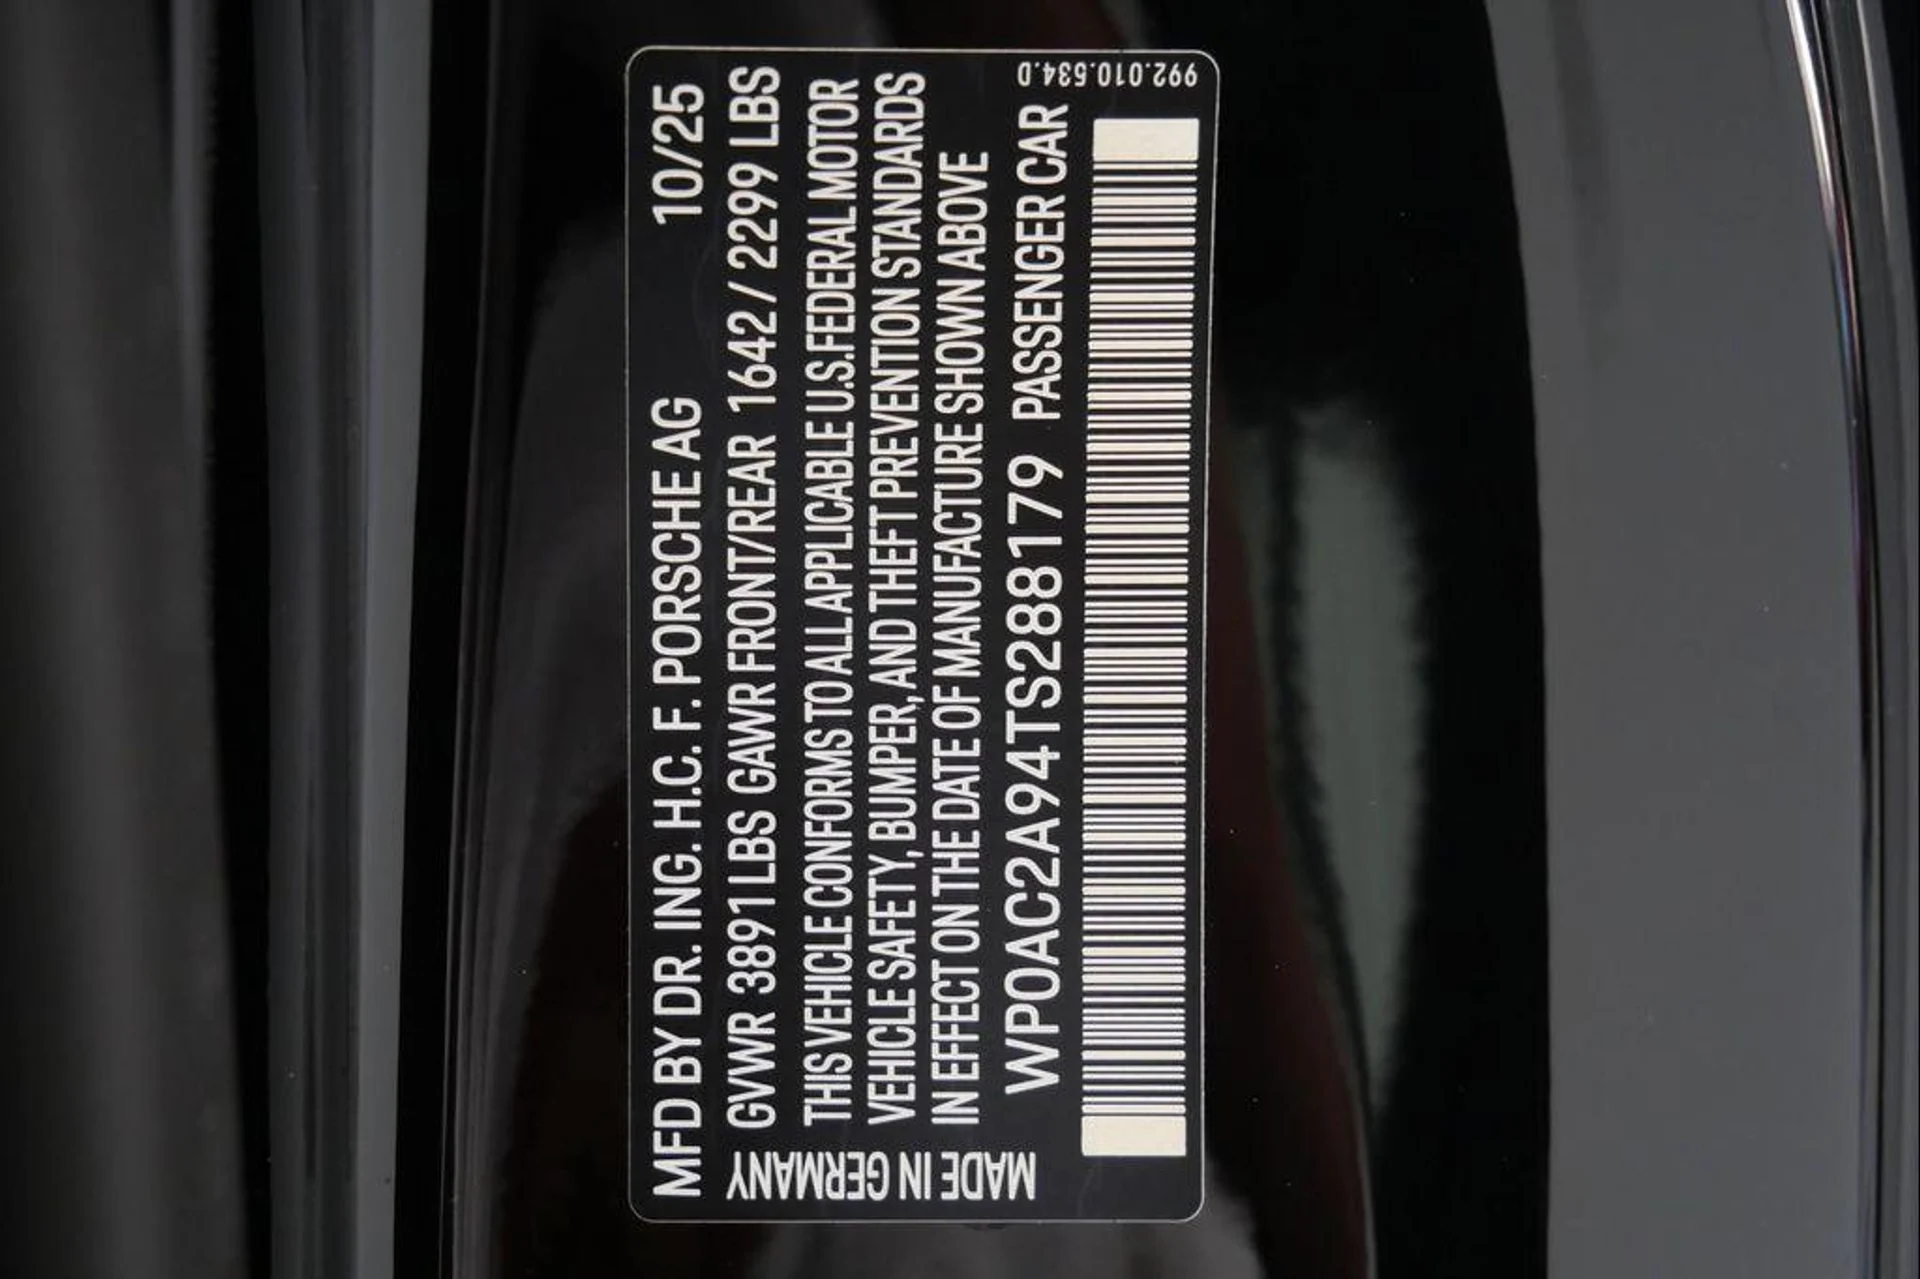 MFD BY DR. ING. H.C. F. PORSCHE AG 10/25
GVWR 3891 LBS GAWR FRONT/REAR 1642 / 2299 LBS
THIS VEHICLE CONFORMS TO ALL APPLICABLE U.S. FEDERAL MOTOR
VEHICLE SAFETY, BUMPER, AND THEFT PREVENTION STANDARDS
IN EFFECT ON THE DATE OF MANUFACTURE SHOWN ABOVE
WP0AC2A94TS288179 PASSENGER CAR
MADE IN GERMANY
992.010.534.D